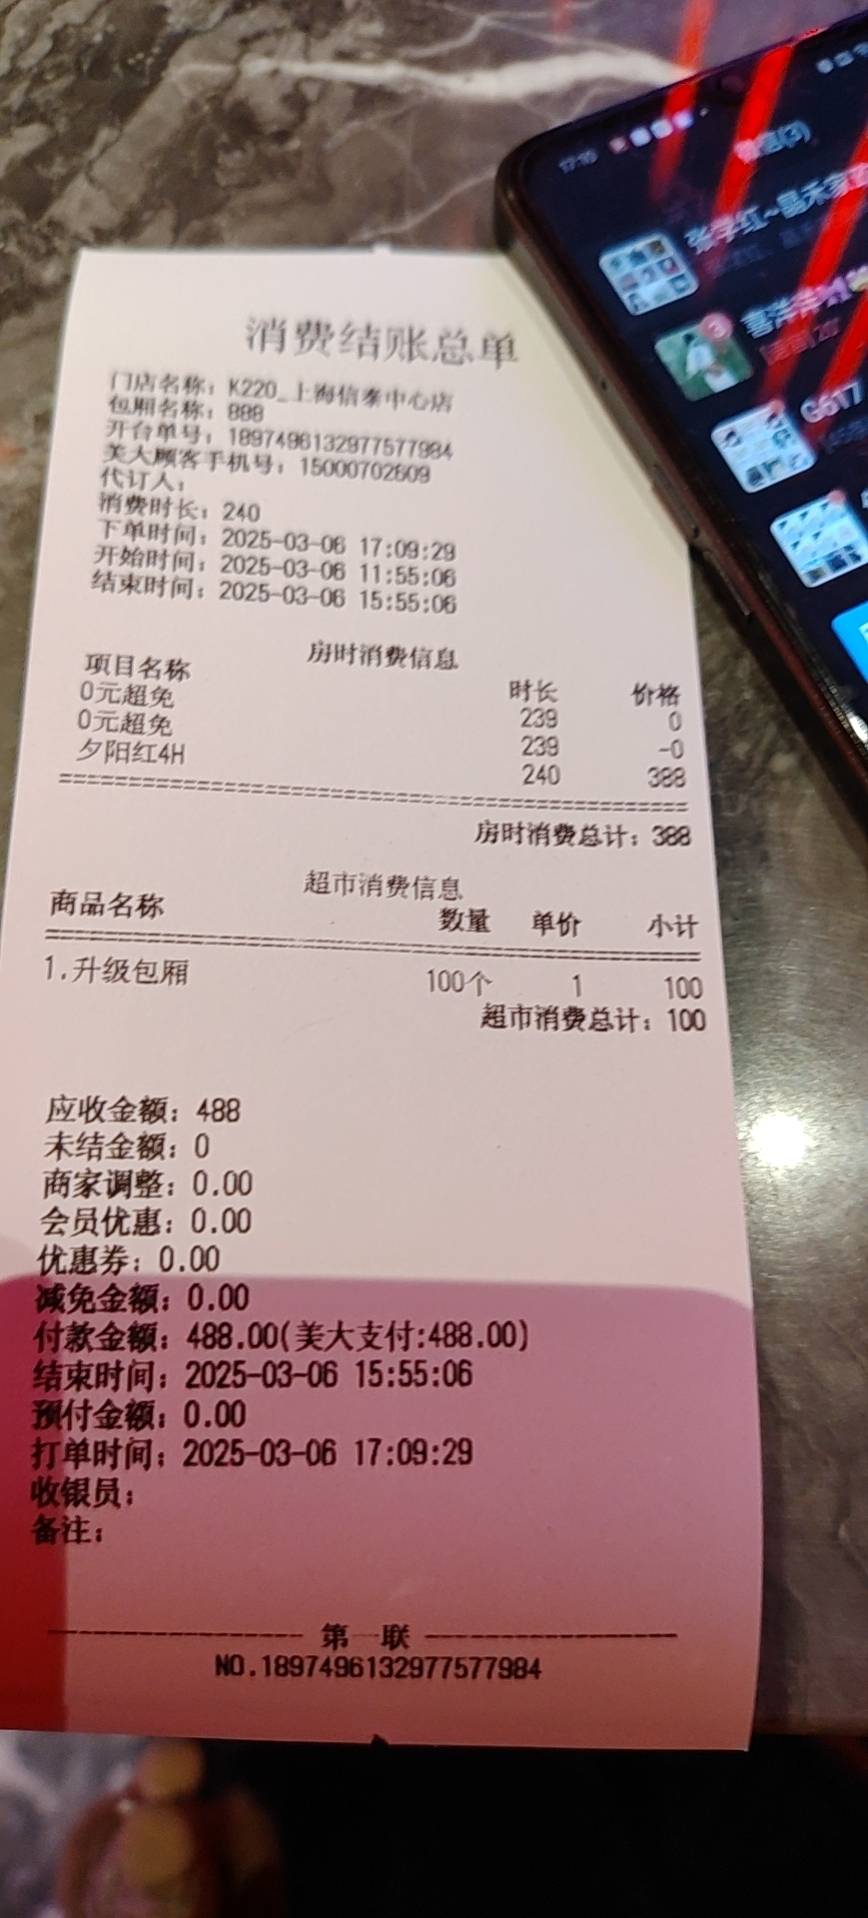 消费结账总单
门店名称：K220_上海信泰中心店
包厢名称：888
开台单号：1897496132977577984
美大顾客手机号：15000702609
代订人：
消费时长：240
下单时间：2025-03-06 17:09:29
开始时间：2025-03-06 11:55:06
结束时间：2025-03-06 15:55:06
房时消费信息
项目名称 时长 价格
0元超免 239 0
0元超免 239 -0
夕阳红4H 240 388
房时消费总计：388
超市消费信息
商品名称 数量 单价 小计
1.升级包厢 100个 1 100
超市消费总计：100
应收金额：488
未结金额：0
商家调整：0.00
会员优惠：0.00
优惠券：0.00
减免金额：0.00
付款金额：488.00(美大支付:488.00)
结束时间：2025-03-06 15:55:06
预付金额：0.00
打单时间：2025-03-06 17:09:29
收银员：
备注：
第一联
NO.1897496132977577984
17:10
微信(3)
G617